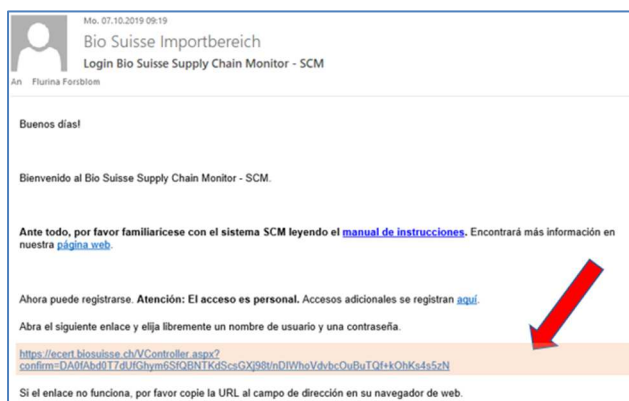 Mo. 07.10.2019 09:19
Bio Suisse Importbereich
Login Bio Suisse Supply Chain Monitor - SCM
An Flurina Forsblom
Buenos días!
Bienvenido al Bio Suisse Supply Chain Monitor - SCM.
Ante todo, por favor familiarícese con el sistema SCM leyendo el manual de instrucciones. Encontrará más información en
nuestra página web.
Ahora puede registrarse. Atención: El acceso es personal. Accesos adicionales se registran aquí.
Abra el siguiente enlace y elija libremente un nombre de usuario y una contraseña.
https://ecert.biosuisse.ch/VController.aspx?
confirm=DA0fAbd0T7dUfGhym6SfQBNTKdScsGXj98t/nDIWhoVdvbcOuBuTQf+kOhKs4s5zN
Si el enlace no funciona, por favor copie la URL al campo de dirección en su navegador de web.